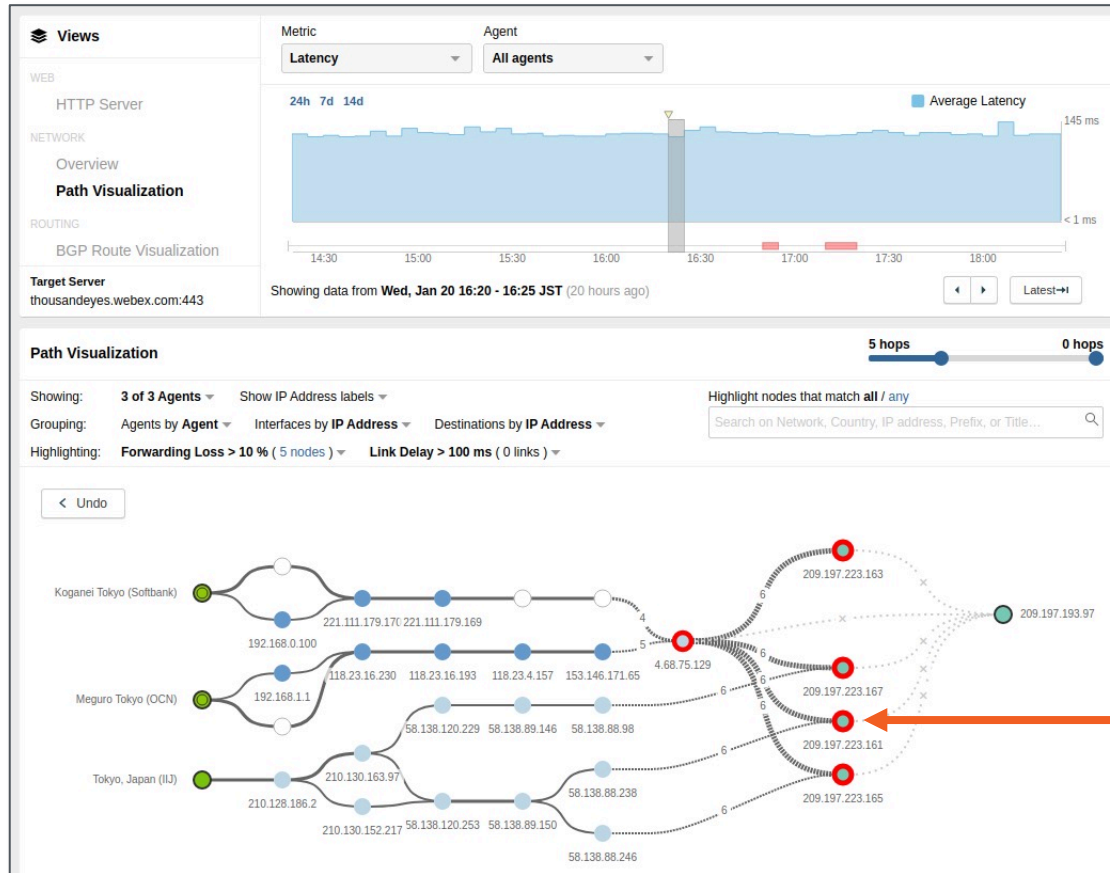 Views
WEB
HTTP Server
NETWORK
Overview
Path Visualization
ROUTING
BGP Route Visualization
Target Server
thousandeyes.webex.com:443
Metric Agent
Latency All agents
24h 7d 14d Average Latency
145 ms
< 1 ms
14:30 15:00 15:30 16:00 16:30 17:00 17:30 18:00
Showing data from Wed, Jan 20 16:20 - 16:25 JST (20 hours ago) Latest
Path Visualization
5 hops 0 hops
Showing: 3 of 3 Agents Show IP Address labels
Highlight nodes that match all / any
Grouping: Agents by Agent Interfaces by IP Address Destinations by IP Address
Search on Network, Country, IP address, Prefix, or Title...
Highlighting: Forwarding Loss > 10 % ( 5 nodes ) Link Delay > 100 ms ( 0 links )
< Undo
209.197.223.163
6
Koganei Tokyo (Softbank)
4
221.111.179.170 221.111.179.169
209.197.193.97
192.168.0.100
5
4.68.75.129
6
118.23.16.230 118.23.16.193 118.23.4.157 153.146.171.65
6
209.197.223.167
192.168.1.1
6
Meguro Tokyo (OCN)
6
58.138.120.229 58.138.89.146 58.138.88.98
209.197.223.161
6
Tokyo, Japan (IIJ)
210.130.163.97
58.138.88.238
209.197.223.165
210.128.186.2
6
210.130.152.217 58.138.120.253 58.138.89.150
58.138.88.246